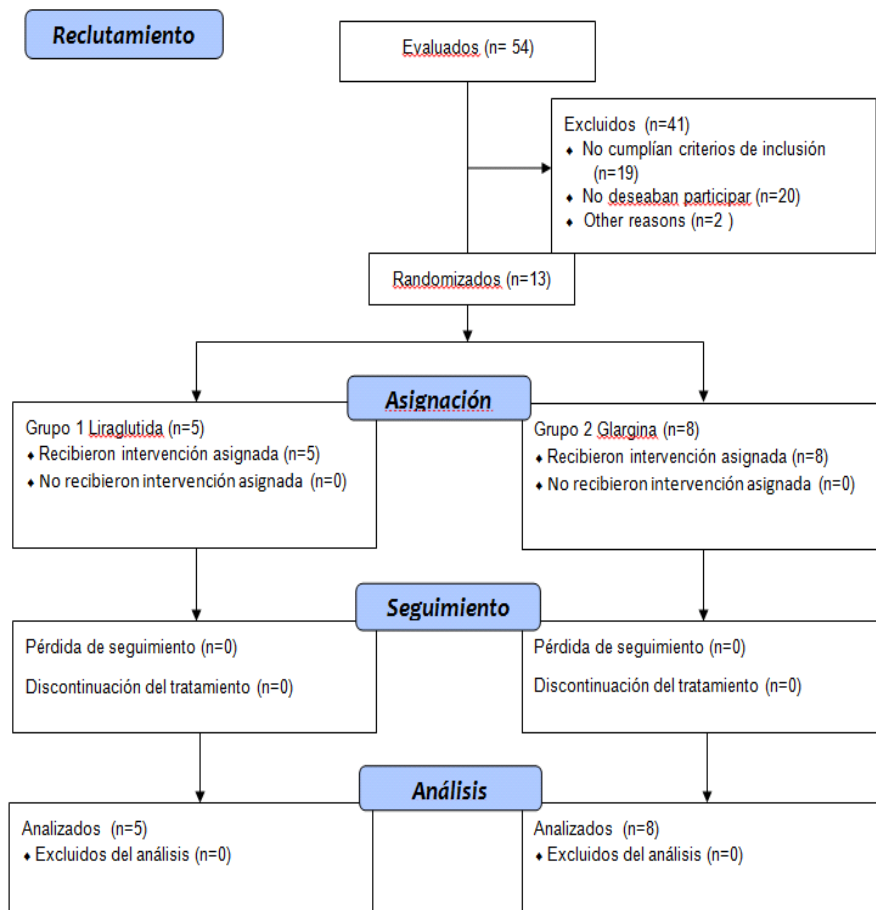 Reclutamiento
Evaluados (n= 54)
Excluidos (n=41)
♦ No cumplían criterios de inclusión
(n=19)
♦ No deseaban participar (n=20)
♦ Other reasons (n=2 )
Randomizados (n=13)
Asignación
Grupo 1 Liraglutida (n=5)
♦ Recibieron intervención asignada (n=5)
♦ No recibieron intervención asignada (n=0)
Grupo 2 Glargina (n=8)
♦ Recibieron intervención asignada (n=8)
♦ No recibieron intervención asignada (n=0)
Seguimiento
Pérdida de seguimiento (n=0)
Discontinuación del tratamiento (n=0)
Pérdida de seguimiento (n=0)
Discontinuación del tratamiento (n=0)
Análisis
Analizados (n=5)
♦ Excluidos del análisis (n=0)
Analizados (n=8)
♦ Excluidos del análisis (n=0)